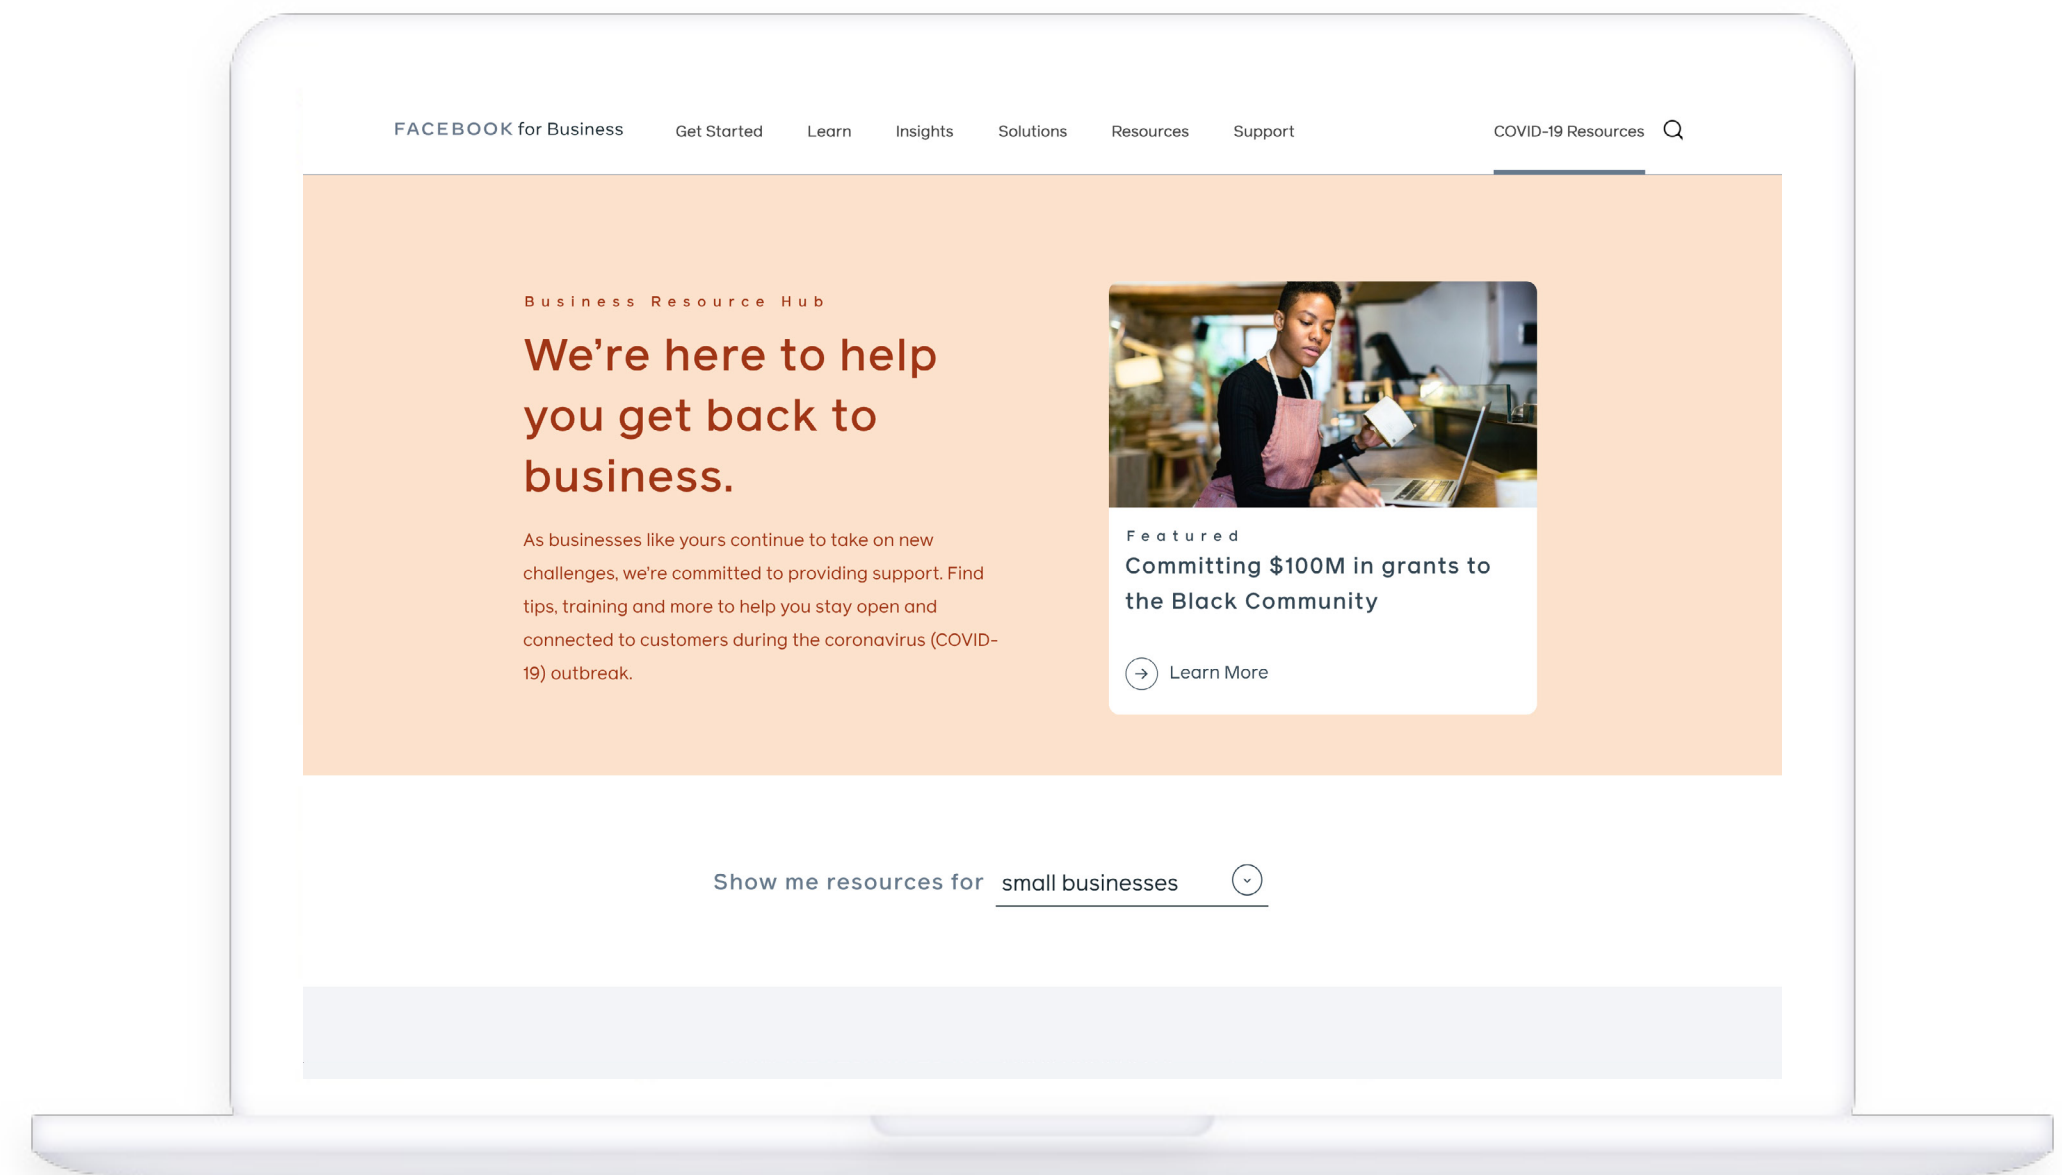 FACEBOOK for Business
Get Started
Learn
Insights
Solutions
Resources
Support
COVID-19 Resources
Business Resource Hub
We’re here to help
you get back to
business.
As businesses like yours continue to take on new
challenges, we’re committed to providing support. Find
tips, training and more to help you stay open and
connected to customers during the coronavirus (COVID-
19) outbreak.
Featured
Committing $100M in grants to
the Black Community
Learn More
Show me resources for small businesses